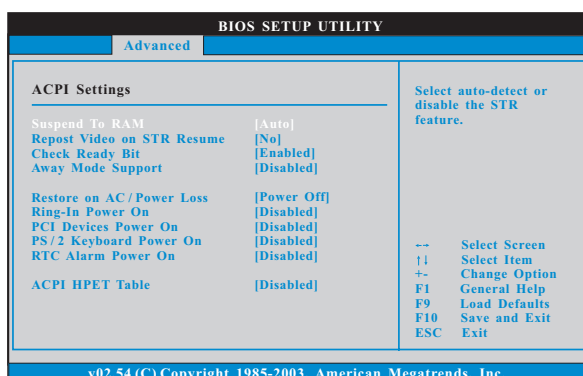 BIOS SETUP UTILITY
Advanced
ACPI Settings
Suspend To RAM [Auto]
Repost Video on STR Resume [No]
Check Ready Bit [Enabled]
Away Mode Support [Disabled]
Restore on AC / Power Loss [Power Off]
Ring-In Power On [Disabled]
PCI Devices Power On [Disabled]
PS / 2 Keyboard Power On [Disabled]
RTC Alarm Power On [Disabled]
ACPI HPET Table [Disabled]
Select auto-detect or
disable the STR
feature.
←→ Select Screen
↑↓ Select Item
+- Change Option
F1 General Help
F9 Load Defaults
F10 Save and Exit
ESC Exit
v02.54 (C) Copyright 1985-2003, American Megatrends, Inc.